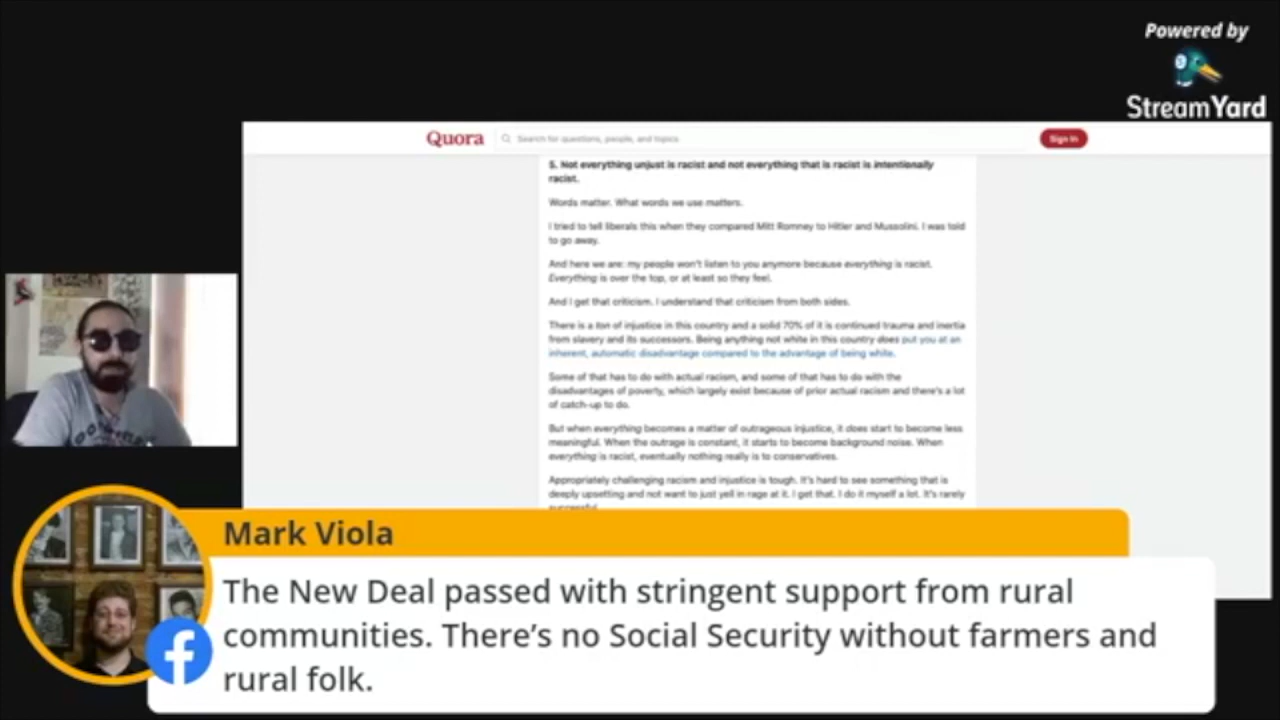 Powered by
StreamYard
Quora
Search for questions, people, and topics
Sign In
5. Not everything unjust is racist and not everything that is racist is intentionally
racist.
Words matter. What words we use matters.
I tried to tell liberals this when they compared Mitt Romney to Hitler and Mussolini. I was told
to go away.
And here we are: my people won't listen to you anymore because everything is racist.
Everything is over the top, or at least so they feel.
And I get that criticism. I understand that criticism from both sides.
There is a ton of injustice in this country and a solid 70% of it is continued trauma and inertia
from slavery and its successors. Being anything not white in this country does put you at an
inherent, automatic disadvantage compared to the advantage of being white.
Some of that has to do with actual racism, and some of that has to do with the
disadvantages of poverty, which largely exist because of prior actual racism and there's a lot
of catch-up to do.
But when everything becomes a matter of outrageous injustice, it does start to become less
meaningful. When the outrage is constant, it starts to become background noise. When
everything is racist, eventually nothing really is to conservatives.
Appropriately challenging racism and injustice is tough. It's hard to see something that is
deeply upsetting and not want to just yell in rage at it. I get that. I do it myself a lot. It's rarely
Mark Viola
The New Deal passed with stringent support from rural
communities. There's no Social Security without farmers and
rural folk.